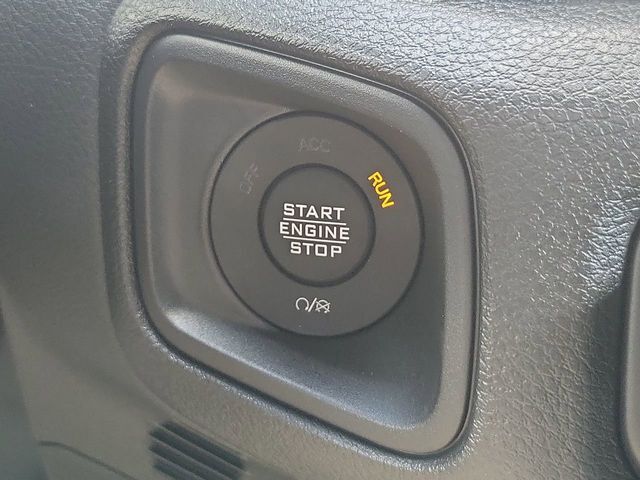 OFF
ACC
RUN
START
ENGINE
STOP